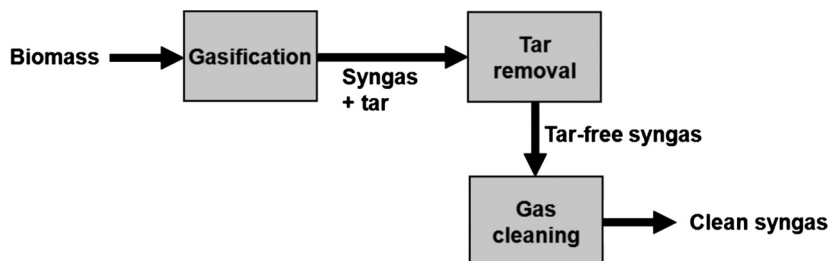 Biomass
Gasification
Syngas
+ tar
Tar
removal
Tar-free syngas
Gas
cleaning
Clean syngas